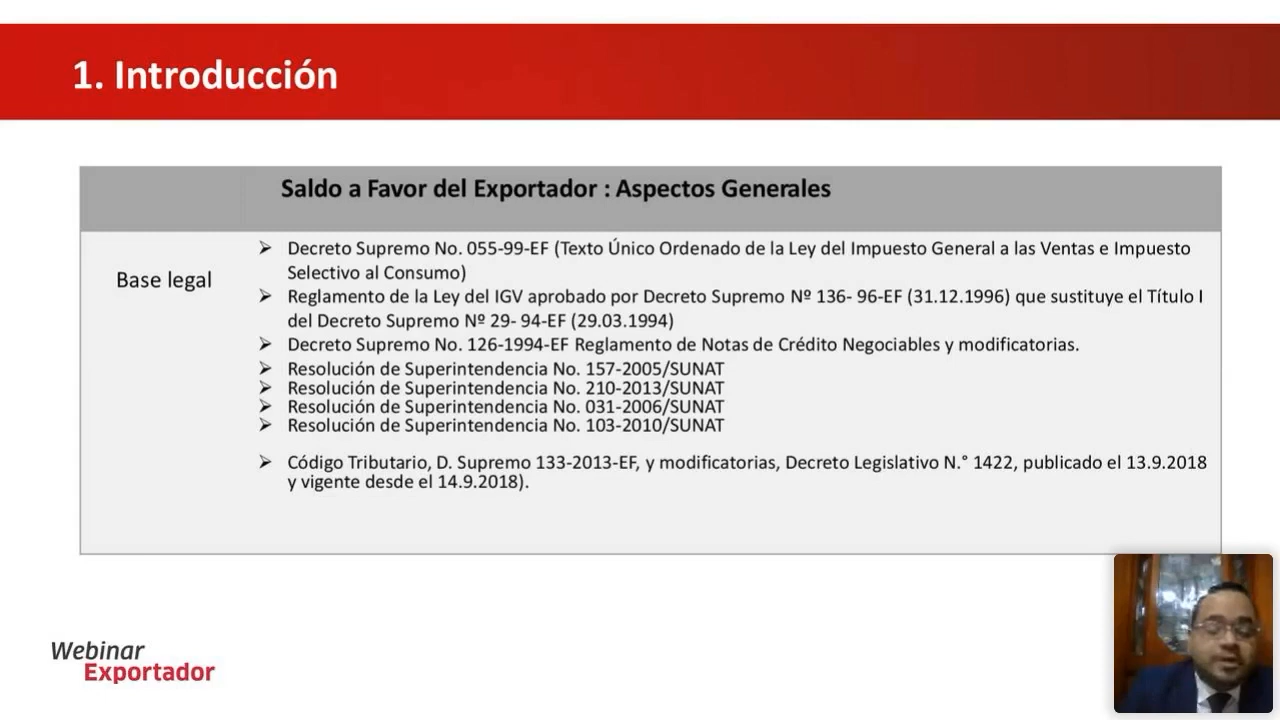 1. Introducción
Saldo a Favor del Exportador : Aspectos Generales
Base legal
➢ Decreto Supremo No. 055-99-EF (Texto Único Ordenado de la Ley del Impuesto General a las Ventas e Impuesto
Selectivo al Consumo)
➢ Reglamento de la Ley del IGV aprobado por Decreto Supremo Nº 136- 96-EF (31.12.1996) que sustituye el Título I
del Decreto Supremo Nº 29- 94-EF (29.03.1994)
➢ Decreto Supremo No. 126-1994-EF Reglamento de Notas de Crédito Negociables y modificatorias.
➢ Resolución de Superintendencia No. 157-2005/SUNAT
➢ Resolución de Superintendencia No. 210-2013/SUNAT
➢ Resolución de Superintendencia No. 031-2006/SUNAT
➢ Resolución de Superintendencia No. 103-2010/SUNAT
➢ Código Tributario, D. Supremo 133-2013-EF, y modificatorias, Decreto Legislativo N.° 1422, publicado el 13.9.2018
y vigente desde el 14.9.2018).
Webinar
Exportador